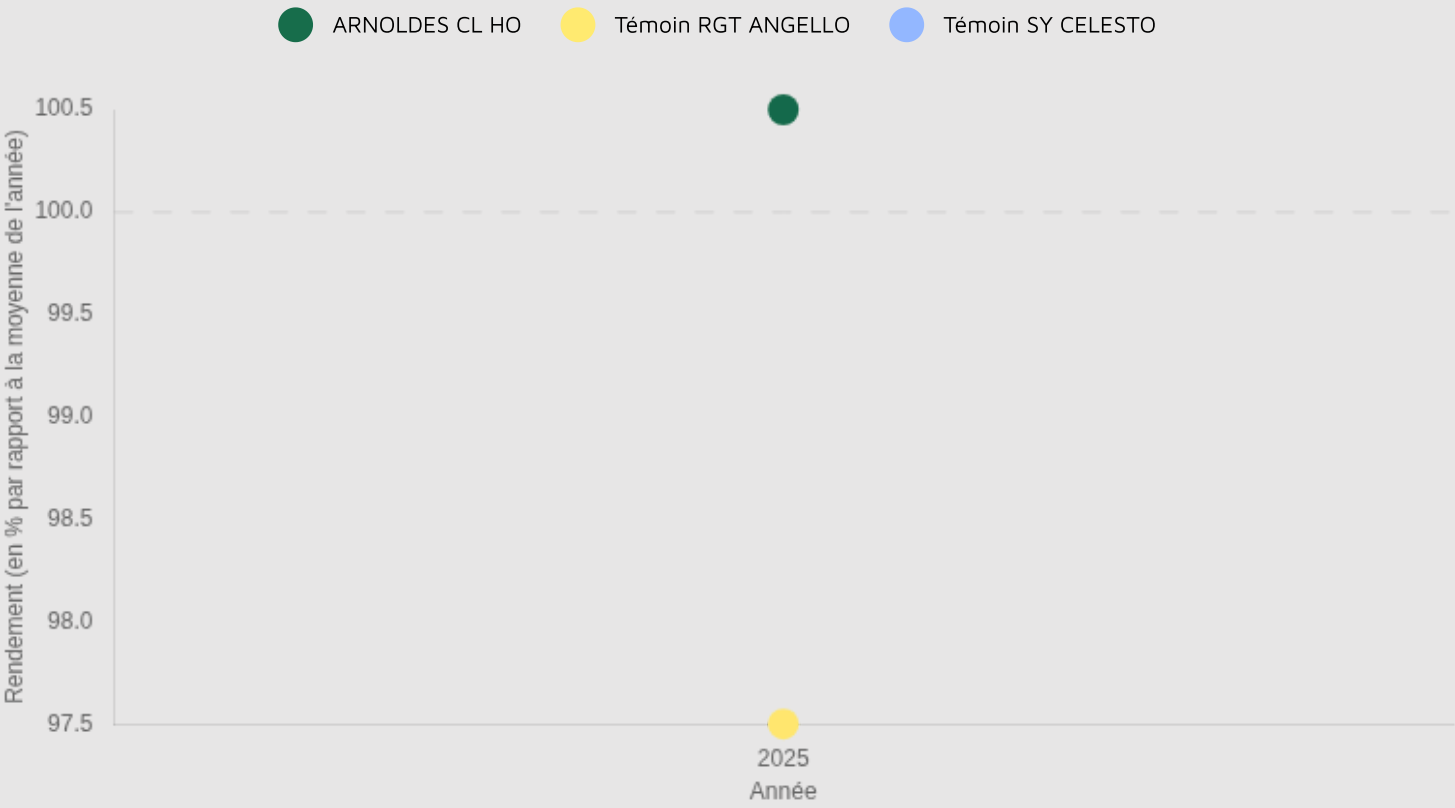 ARNOLDES CL HO
Témoin RGT ANGELLO
Témoin SY CELESTO
Rendement (en % par rapport à la moyenne de l'année)
100.5
100.0
99.5
99.0
98.5
98.0
97.5
2025
Année